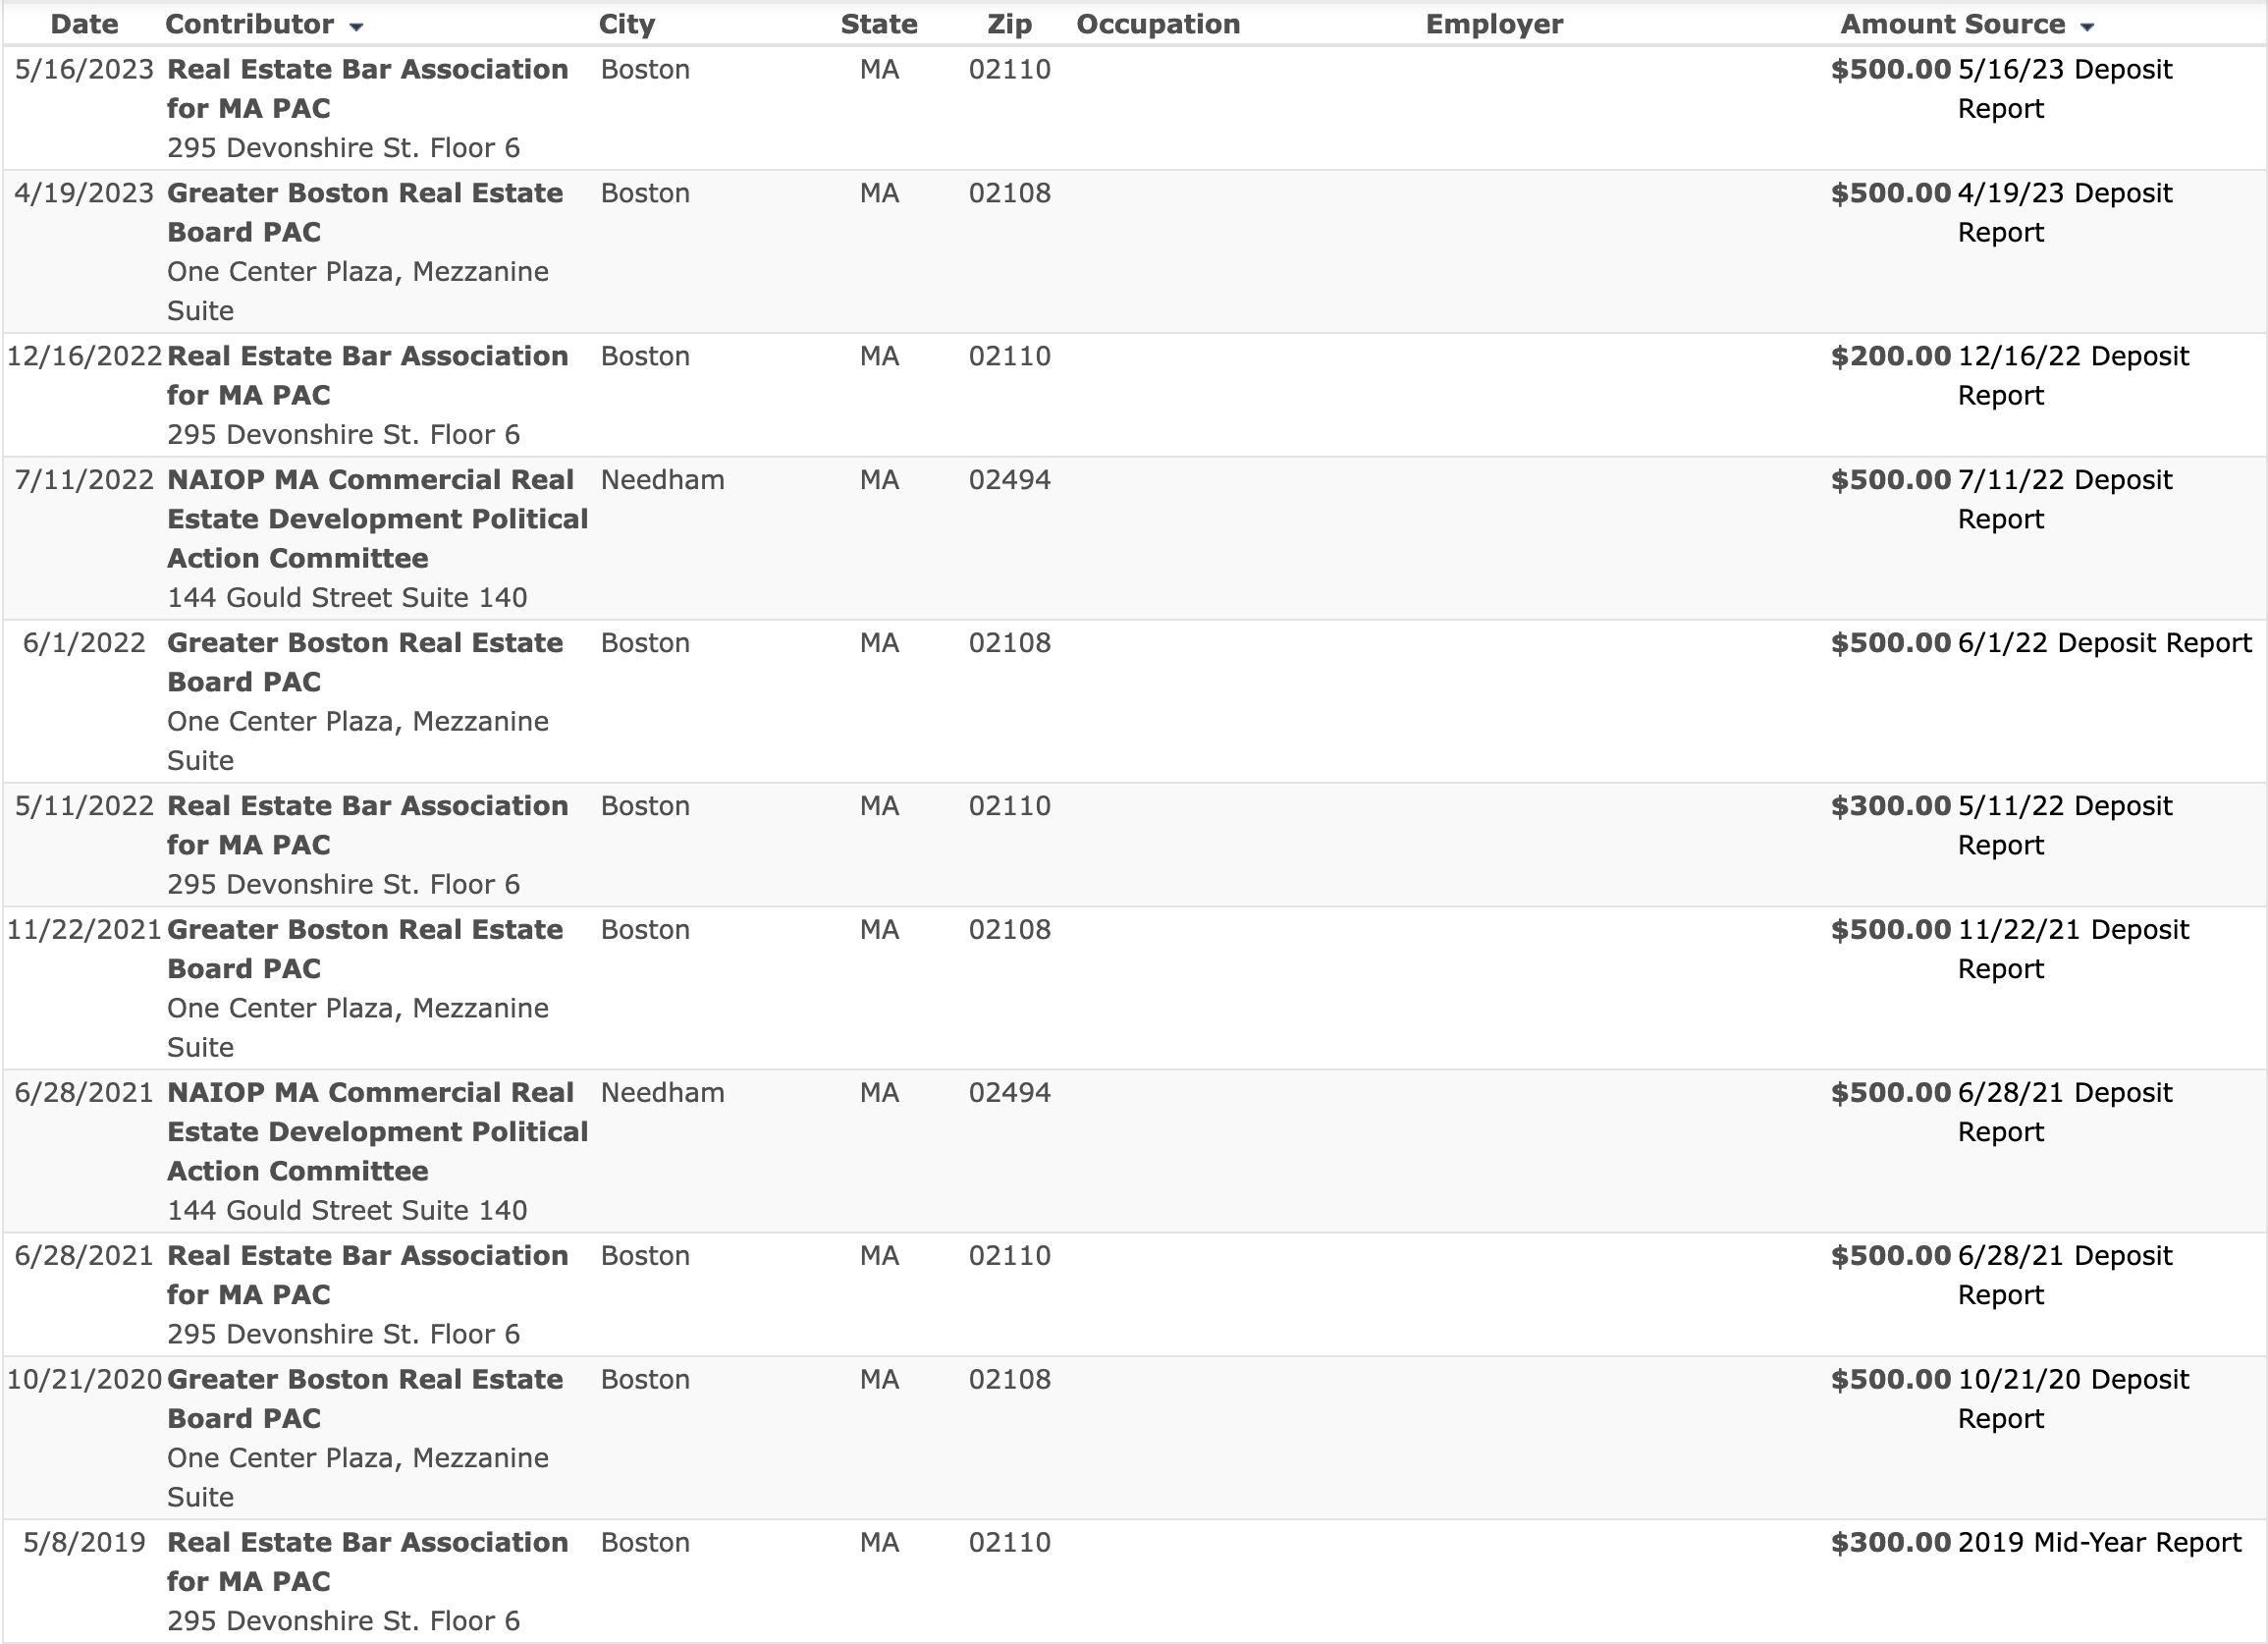 Date Contributor City State Zip Occupation Employer Amount Source
5/16/2023 Real Estate Bar Association Boston MA 02110 $500.00 5/16/23 Deposit
for MA PAC Report
295 Devonshire St. Floor 6
4/19/2023 Greater Boston Real Estate Boston MA 02108 $500.00 4/19/23 Deposit
Board PAC Report
One Center Plaza, Mezzanine
Suite
12/16/2022 Real Estate Bar Association Boston MA 02110 $200.00 12/16/22 Deposit
for MA PAC Report
295 Devonshire St. Floor 6
7/11/2022 NAIOP MA Commercial Real Needham MA 02494 $500.00 7/11/22 Deposit
Estate Development Political Report
Action Committee
144 Gould Street Suite 140
6/1/2022 Greater Boston Real Estate Boston MA 02108 $500.00 6/1/22 Deposit Report
Board PAC
One Center Plaza, Mezzanine
Suite
5/11/2022 Real Estate Bar Association Boston MA 02110 $300.00 5/11/22 Deposit
for MA PAC Report
295 Devonshire St. Floor 6
11/22/2021 Greater Boston Real Estate Boston MA 02108 $500.00 11/22/21 Deposit
Board PAC Report
One Center Plaza, Mezzanine
Suite
6/28/2021 NAIOP MA Commercial Real Needham MA 02494 $500.00 6/28/21 Deposit
Estate Development Political Report
Action Committee
144 Gould Street Suite 140
6/28/2021 Real Estate Bar Association Boston MA 02110 $500.00 6/28/21 Deposit
for MA PAC Report
295 Devonshire St. Floor 6
10/21/2020 Greater Boston Real Estate Boston MA 02108 $500.00 10/21/20 Deposit
Board PAC Report
One Center Plaza, Mezzanine
Suite
5/8/2019 Real Estate Bar Association Boston MA 02110 $300.00 2019 Mid-Year Report
for MA PAC
295 Devonshire St. Floor 6